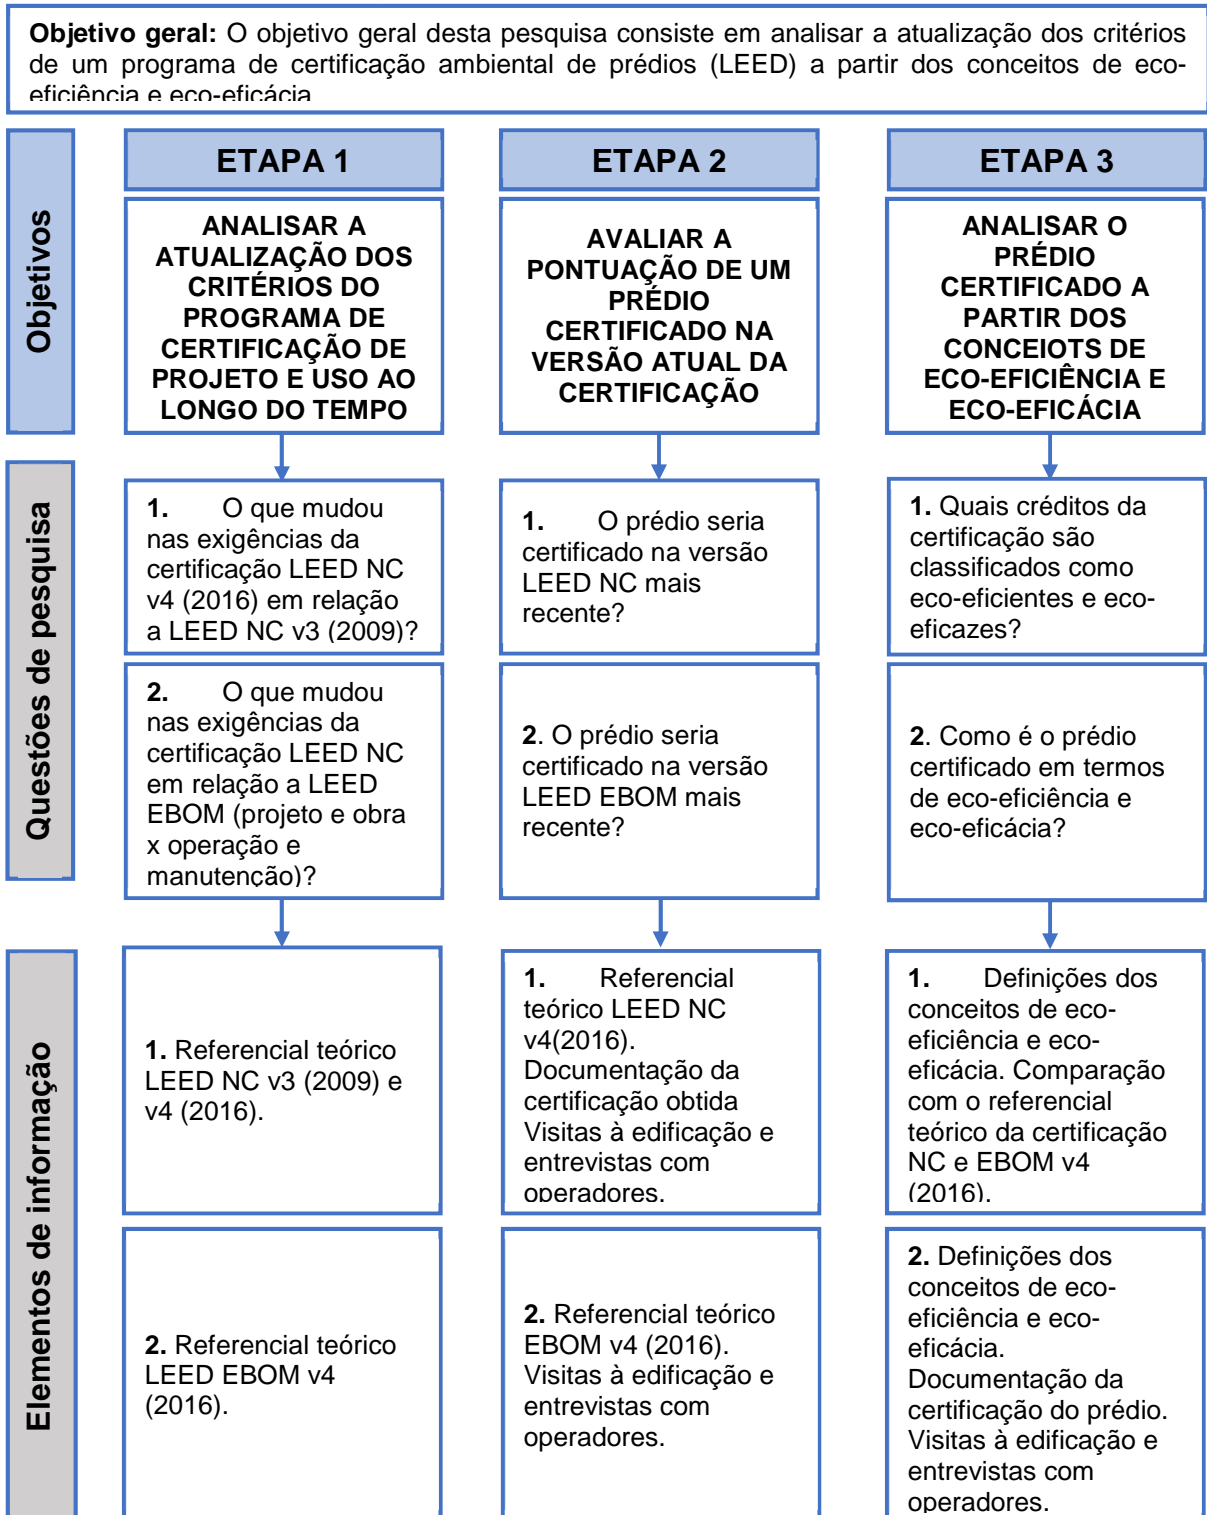 Objetivo geral: O objetivo geral desta pesquisa consiste em analisar a atualização dos critérios
de um programa de certificação ambiental de prédios (LEED) a partir dos conceitos de eco-
eficiência e eco-eficácia
Objetivos
ETAPA 1
ANALISAR A
ATUALIZAÇÃO DOS
CRITÉRIOS DO
PROGRAMA DE
CERTIFICAÇÃO DE
PROJETO E USO AO
LONGO DO TEMPO
ETAPA 2
AVALIAR A
PONTUAÇÃO DE UM
PRÉDIO
CERTIFICADO NA
VERSÃO ATUAL DA
CERTIFICAÇÃO
ETAPA 3
ANALISAR O
PRÉDIO
CERTIFICADO A
PARTIR DOS
CONCEIOTS DE
ECO-EFICIÊNCIA E
ECO-EFICÁCIA
Questões de pesquisa
1. O que mudou
nas exigências da
certificação LEED NC
v4 (2016) em relação
a LEED NC v3 (2009)?
1. O prédio seria
certificado na versão
LEED NC mais
recente?
1. Quais créditos da
certificação são
classificados como
eco-eficientes e eco-
eficazes?
2. O que mudou
nas exigências da
certificação LEED NC
em relação a LEED
EBOM (projeto e obra
x operação e
manutenção)?
2. O prédio seria
certificado na versão
LEED EBOM mais
recente?
2. Como é o prédio
certificado em termos
de eco-eficiência e
eco-eficácia?
Elementos de informação
1. Referencial teórico
LEED NC v3 (2009) e
v4 (2016).
1. Referencial
teórico LEED NC
v4(2016).
Documentação da
certificação obtida
Visitas à edificação e
entrevistas com
operadores.
1. Definições dos
conceitos de eco-
eficiência e eco-
eficácia. Comparação
com o referencial
teórico da certificação
NC e EBOM v4
(2016).
2. Referencial teórico
LEED EBOM v4
(2016).
2. Referencial teórico
EBOM v4 (2016).
Visitas à edificação e
entrevistas com
operadores.
2. Definições dos
conceitos de eco-
eficiência e eco-
eficácia.
Documentação da
certificação do prédio.
Visitas à edificação e
entrevistas com
operadores.